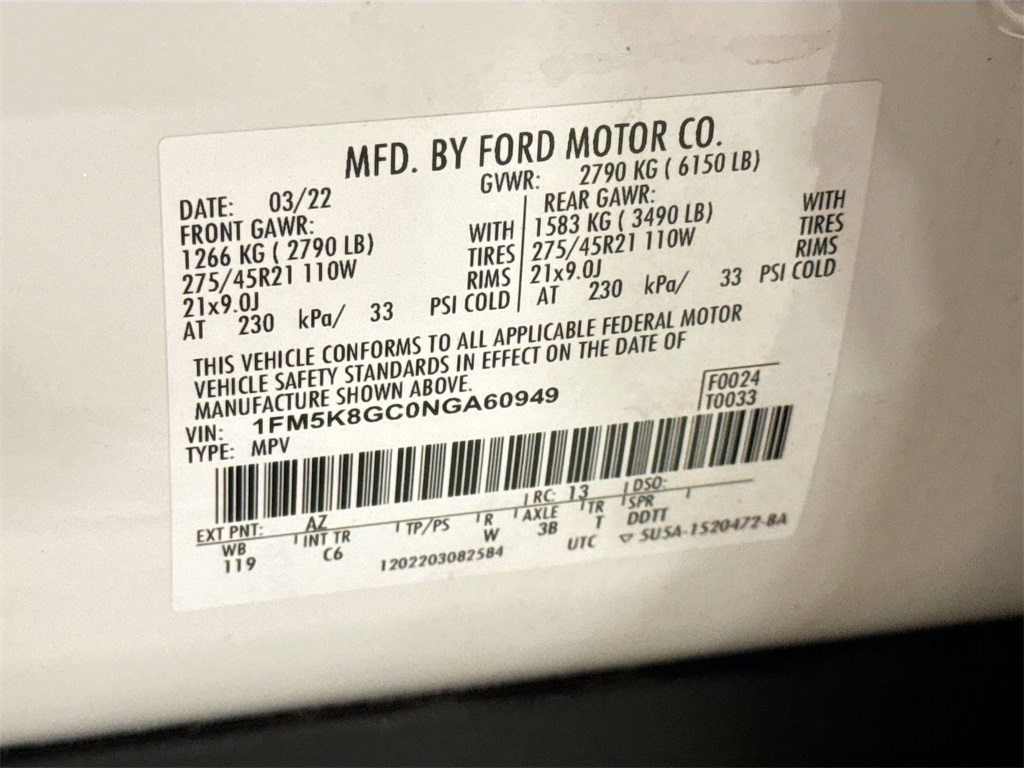 MFD. BY FORD MOTOR CO.
DATE: 03/22 GVWR: 2790 KG ( 6150 LB)
FRONT GAWR: REAR GAWR:
1266 KG ( 2790 LB) WITH 1583 KG ( 3490 LB) WITH
275/45R21 110W TIRES 275/45R21 110W TIRES
21x9.0J RIMS 21x9.0J RIMS
AT 230 kPa/ 33 PSI COLD AT 230 kPa/ 33 PSI COLD
THIS VEHICLE CONFORMS TO ALL APPLICABLE FEDERAL MOTOR
VEHICLE SAFETY STANDARDS IN EFFECT ON THE DATE OF
MANUFACTURE SHOWN ABOVE.
VIN: 1FM5K8GC0NGA60949 F0024
TYPE: MPV T0033
EXT PNT: AZ RC: 13 DSO:
WB INT TR TP/PS R AXLE TR SPR
119 C6 W 3B T DDTT
1202203082584 UTC ▽ SU5A-1520472-BA